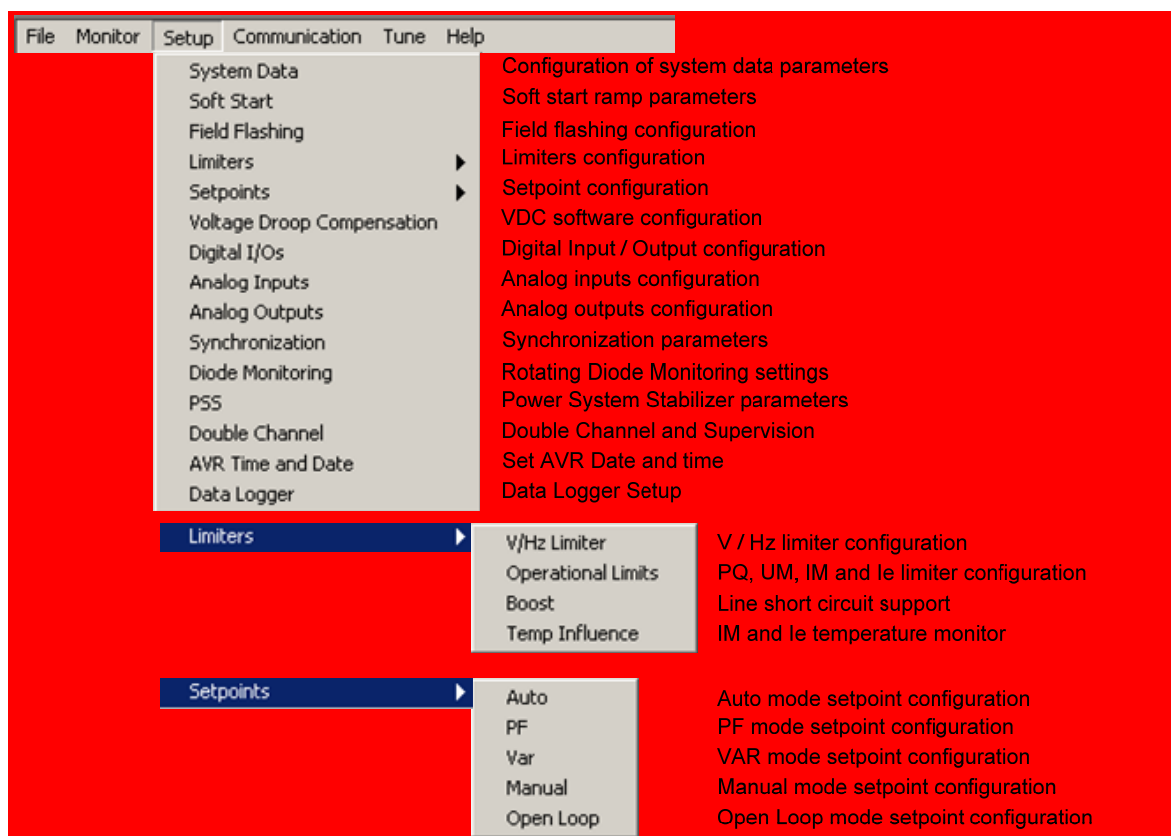 File Monitor Setup Communication Tune Help
System Data Configuration of system data parameters
Soft Start Soft start ramp parameters
Field Flashing Field flashing configuration
Limiters Limiters configuration
Setpoints Setpoint configuration
Voltage Droop Compensation VDC software configuration
Digital I/Os Digital Input / Output configuration
Analog Inputs Analog inputs configuration
Analog Outputs Analog outputs configuration
Synchronization Synchronization parameters
Diode Monitoring Rotating Diode Monitoring settings
PSS Power System Stabilizer parameters
Double Channel Double Channel and Supervision
AVR Time and Date Set AVR Date and time
Data Logger Data Logger Setup
Limiters V/Hz Limiter V / Hz limiter configuration
Operational Limits PQ, UM, IM and Ie limiter configuration
Boost Line short circuit support
Temp Influence IM and Ie temperature monitor
Setpoints Auto Auto mode setpoint configuration
PF PF mode setpoint configuration
Var VAR mode setpoint configuration
Manual Manual mode setpoint configuration
Open Loop Open Loop mode setpoint configuration